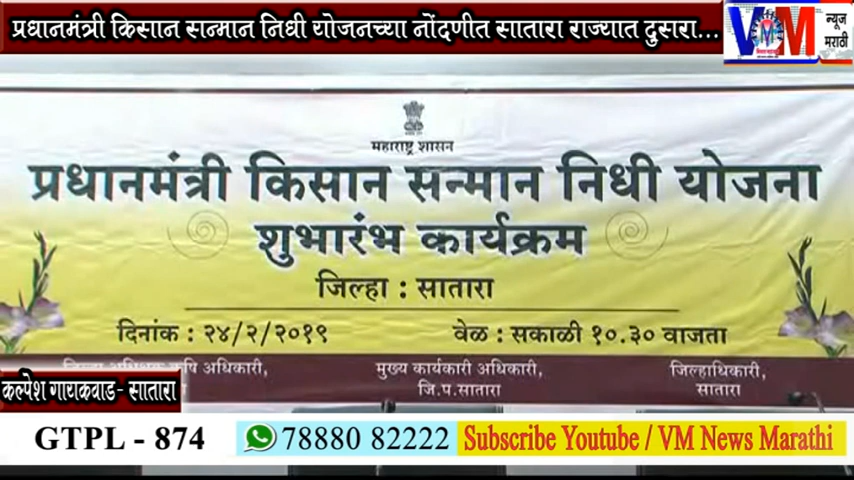 प्रधानमंत्री किसान सन्मान निधी योजनच्या नोंदणीत सातारा राज्यात दुसरा...
VM न्यूज मराठी
महाराष्ट्र शासन
प्रधानमंत्री किसान सन्मान निधी योजना
शुभारंभ कार्यक्रम
जिल्हा : सातारा
दिनांक : २४/२/२०१९ वेळ : सकाळी १०.३० वाजता
कृषि अधिकारी, मुख्य कार्यकारी अधिकारी, जिल्हाधिकारी,
जि.प.सातारा सातारा
कल्पेश गायकवाड- सातारा
GTPL - 874 78880 82222 Subscribe Youtube / VM News Marathi